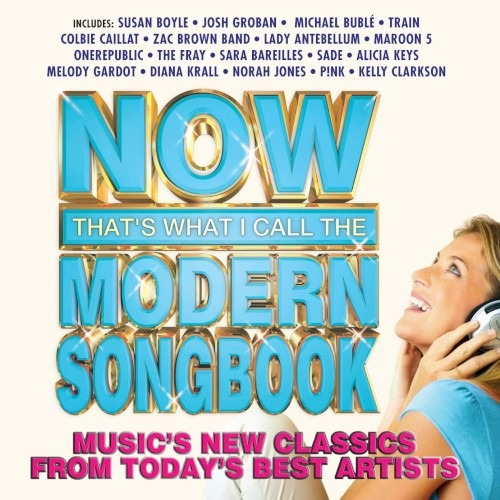 INCLUDES: SUSAN BOYLE • JOSH GROBAN • MICHAEL BUBLÉ • TRAIN
COLBIE CAILLAT • ZAC BROWN BAND • LADY ANTEBELLUM • MAROON 5
ONEREPUBLIC • THE FRAY • SARA BAREILLES • SADE • ALICIA KEYS
MELODY GARDOT • DIANA KRALL • NORAH JONES • P!NK • KELLY CLARKSON
NOW
THAT'S WHAT I CALL THE
MODERN
SONGBOOK
MUSIC'S NEW CLASSICS
FROM TODAY'S BEST ARTISTS